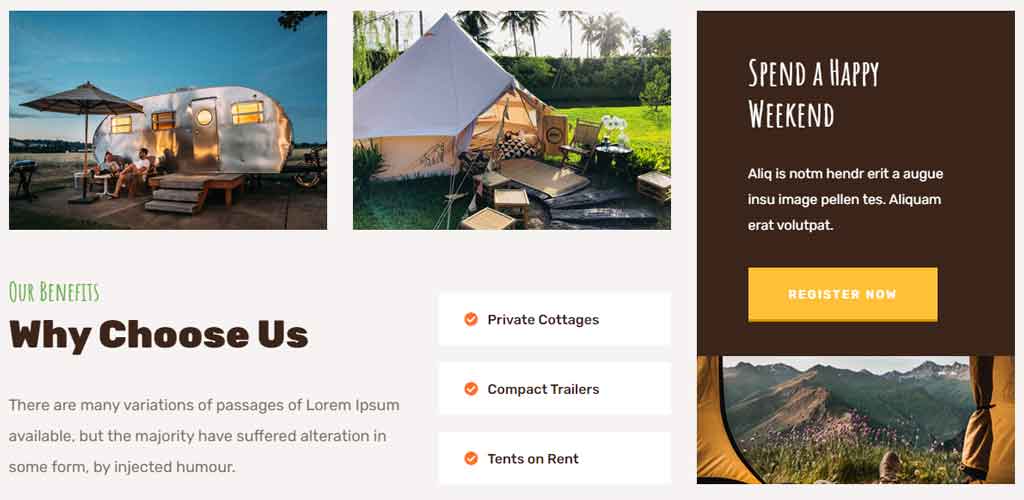 Spend a Happy
Weekend
Aliq is notm hendr erit a augue
insu image pellen tes. Aliquam
erat volutpat.
REGISTER NOW
Our Benefits
Why Choose Us
There are many variations of passages of Lorem Ipsum
available, but the majority have suffered alteration in
some form, by injected humour.
Private Cottages
Compact Trailers
Tents on Rent